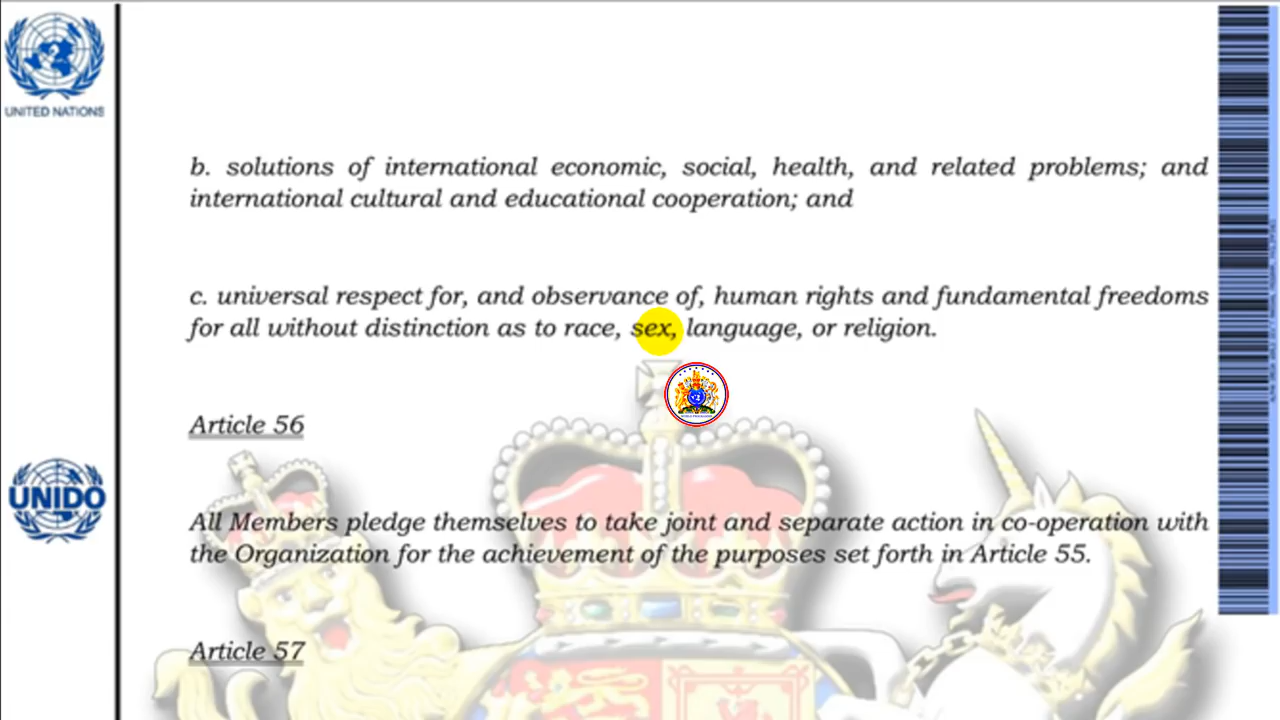 UNITED NATIONS
b. solutions of international economic, social, health, and related problems; and
international cultural and educational cooperation; and
c. universal respect for, and observance of, human rights and fundamental freedoms
for all without distinction as to race, sex, language, or religion.
Article 56
UNIDO
All Members pledge themselves to take joint and separate action in co-operation with
the Organization for the achievement of the purposes set forth in Article 55.
Article 57